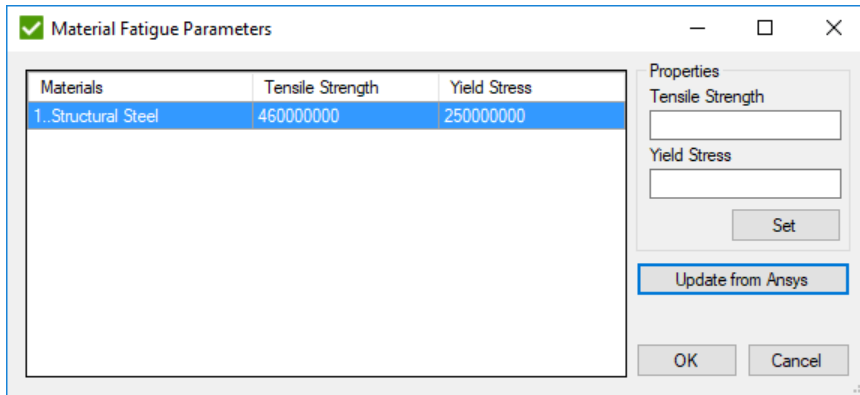 Material Fatigue Parameters
Materials Tensile Strength Yield Stress
1..Structural Steel 460000000 250000000
Properties
Tensile Strength
Yield Stress
Set
Update from Ansys
OK Cancel